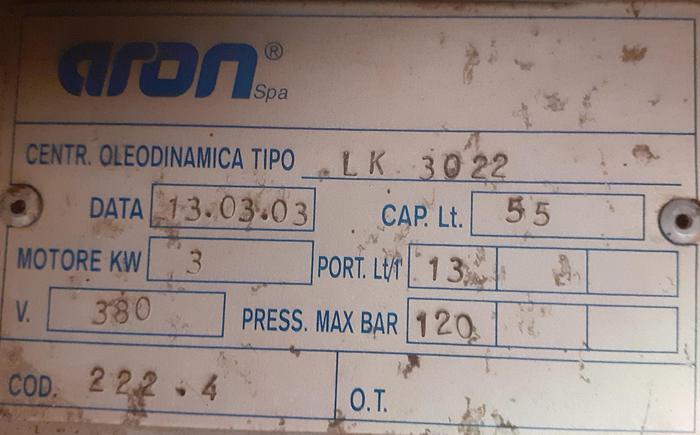 aron® Spa
CENTR. OLEODINAMICA TIPO LK 3022
DATA 13.03.03 CAP. Lt. 55
MOTORE KW 3 PORT. Lt/1' 13
V. 380 PRESS. MAX BAR 120
COD. 222.4 O.T.